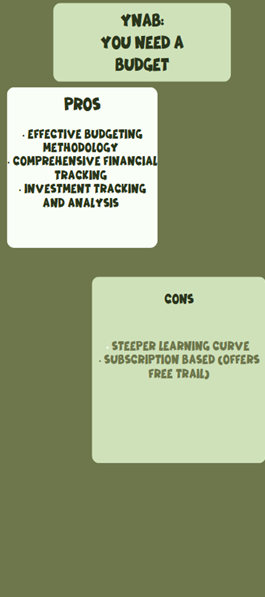 YNAB:
YOU NEED A
BUDGET
PROS
· EFFECTIVE BUDGETING
METHODOLOGY
· COMPREHENSIVE FINANCIAL
TRACKING
· INVESTMENT TRACKING
AND ANALYSIS
CONS
· STEEPER LEARNING CURVE
· SUBSCRIPTION BASED (OFFERS
FREE TRAIL)